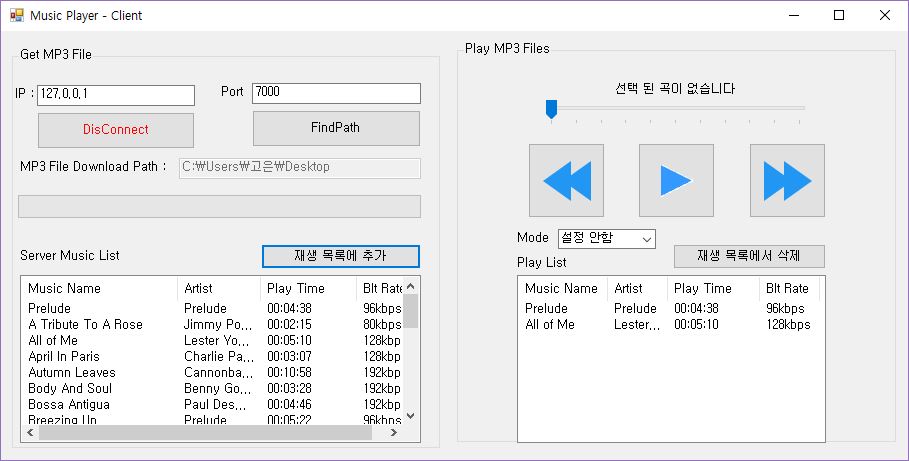 Music Player - Client
Get MP3 File
IP : 127.0.0.1 Port 7000
DisConnect FindPath
MP3 File Download Path : C:₩Users₩고은₩Desktop
Server Music List 재생 목록에 추가
Music Name Artist Play Time Bit Rate
Prelude Prelude 00:04:38 96kbps
A Tribute To A Rose Jimmy Po... 00:02:15 80kbps
All of Me Lester Yo... 00:05:10 128kbp
April In Paris Charlie Pa... 00:03:07 128kbp
Autumn Leaves Cannonba... 00:10:58 192kbp
Body And Soul Benny Go... 00:03:28 192kbp
Bossa Antigua Paul Des... 00:04:46 192kbp
Breezing Up Prelude 00:05:22 96kbps
Play MP3 Files
선택 된 곡이 없습니다
Mode 설정 안함
재생 목록에서 삭제
Play List
Music Name Artist Play Time Bit Rate
Prelude Prelude 00:04:38 96kbps
All of Me Lester... 00:05:10 128kbps